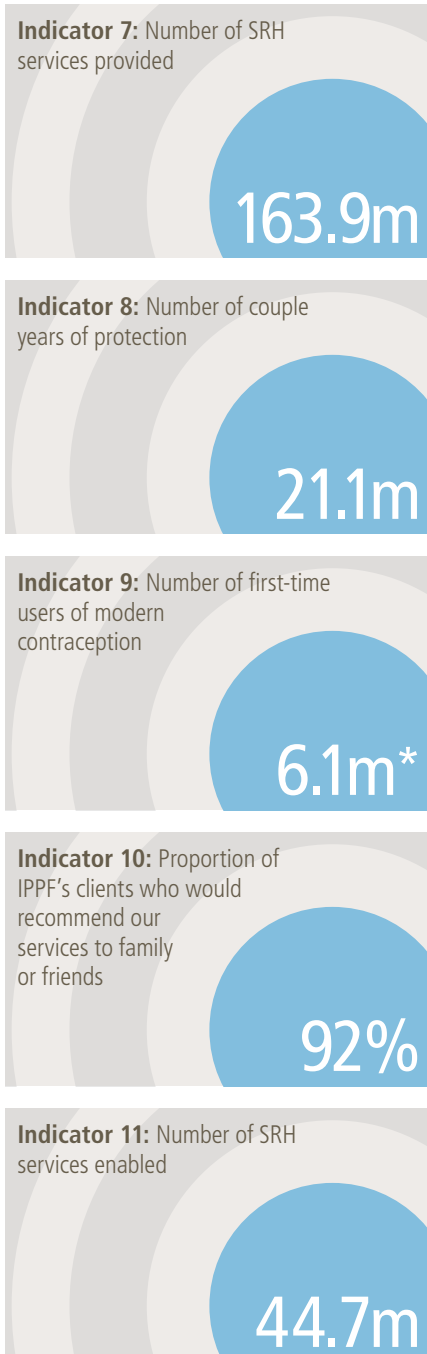 Indicator 7: Number of SRH
services provided
163.9m
Indicator 8: Number of couple
years of protection
21.1m
Indicator 9: Number of first-time
users of modern
contraception
6.1m*
Indicator 10: Proportion of
IPPF’s clients who would
recommend our
services to family
or friends
92%
Indicator 11: Number of SRH
services enabled
44.7m